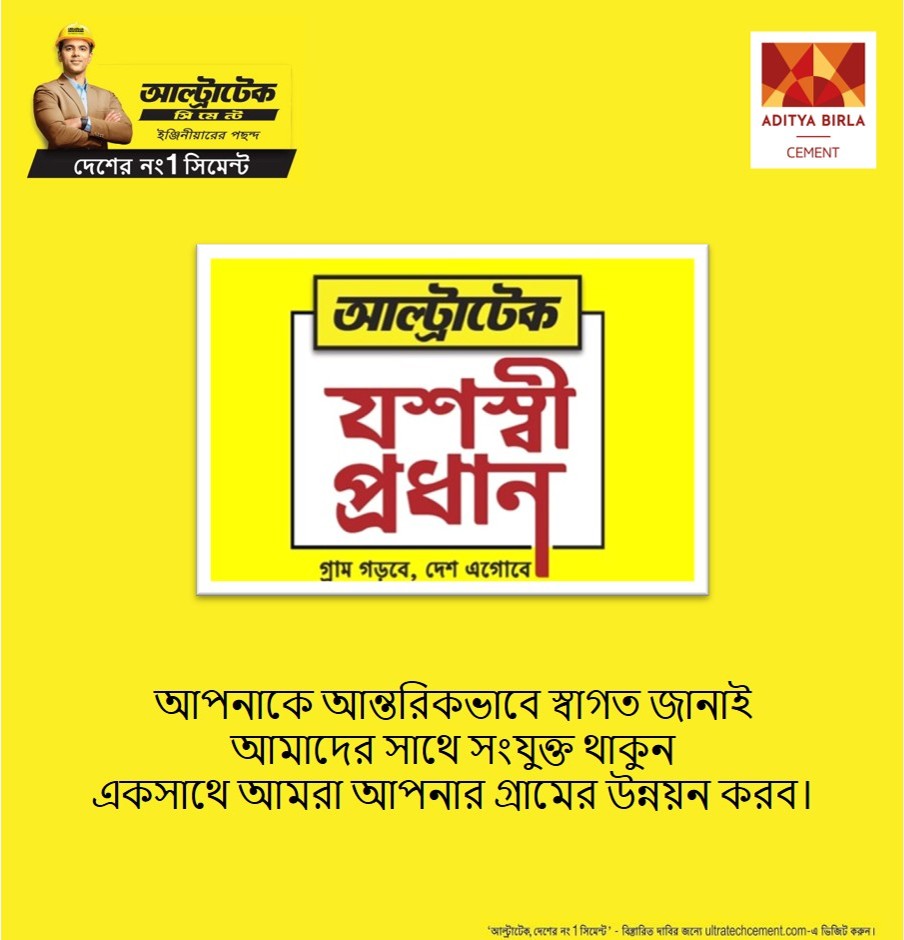 আল্ট্রাটেক
সিমেন্ট
ইঞ্জিনীয়ারের পছন্দ
দেশের নং1 সিমেন্ট
ADITYA BIRLA
CEMENT
আল্ট্রাটেক
যশস্বী
প্রধান
গ্রাম গড়বে, দেশ এগোবে
আপনাকে আন্তরিকভাবে স্বাগত জানাই
আমাদের সাথে সংযুক্ত থাকুন
একসাথে আমরা আপনার গ্রামের উন্নয়ন করব।
'আল্ট্রাটেক, দেশের নং 1 সিমেন্ট' - বিস্তারিত দাবির জন্যে ultratechcement.com-এ ভিজিট করুন।